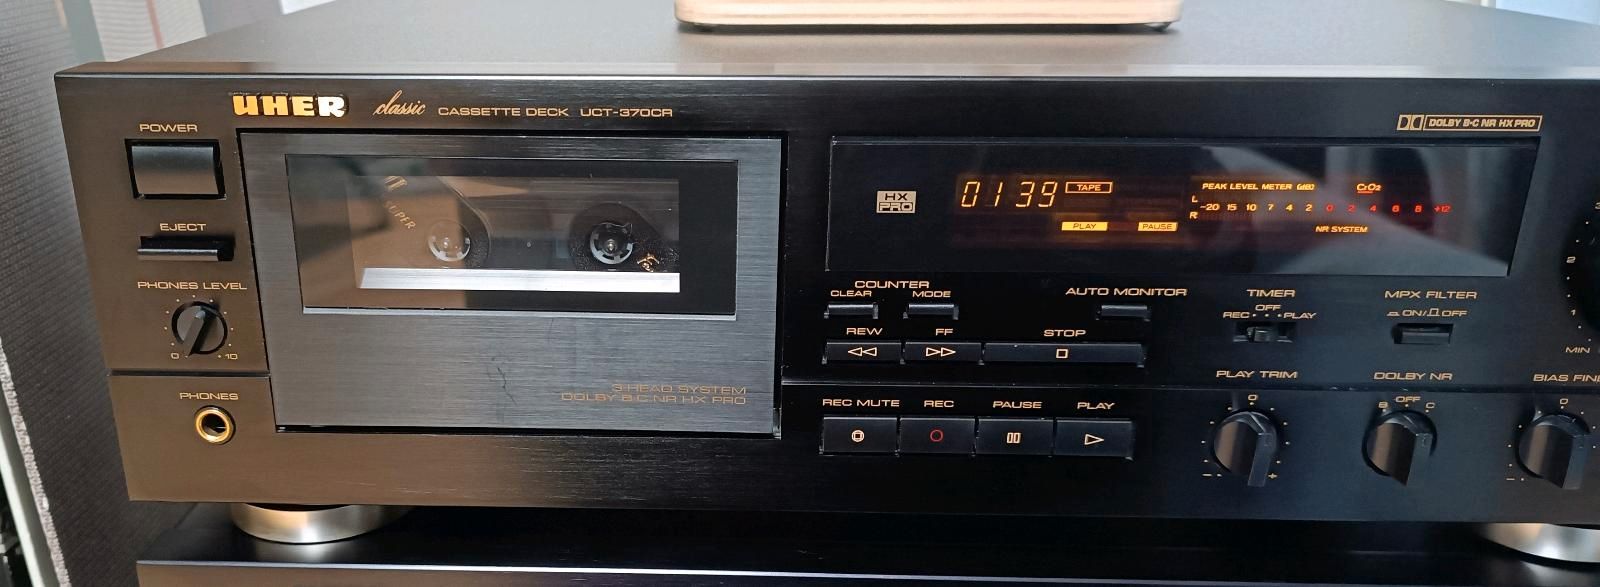 UHER classic CASSETTE DECK UCT-370CR
DOLBY B·C NR HX PRO
POWER
EJECT
PHONES LEVEL
0 10
PHONES
SUPER
3 HEAD SYSTEM
DOLBY B·C NR HX PRO
HX PRO
0139 TAPE
PLAY PAUSE
PEAK LEVEL METER (dB) CrO2
L
-20 15 10 7 4 2 0 2 4 6 8 +12
R
NR SYSTEM
COUNTER
CLEAR MODE
AUTO MONITOR
TIMER
OFF
REC PLAY
MPX FILTER
ON/OFF
REW FF STOP
REC MUTE REC PAUSE PLAY
PLAY TRIM
0
- +
DOLBY NR
OFF
B C
BIAS FINE
0
-
2
1
MIN